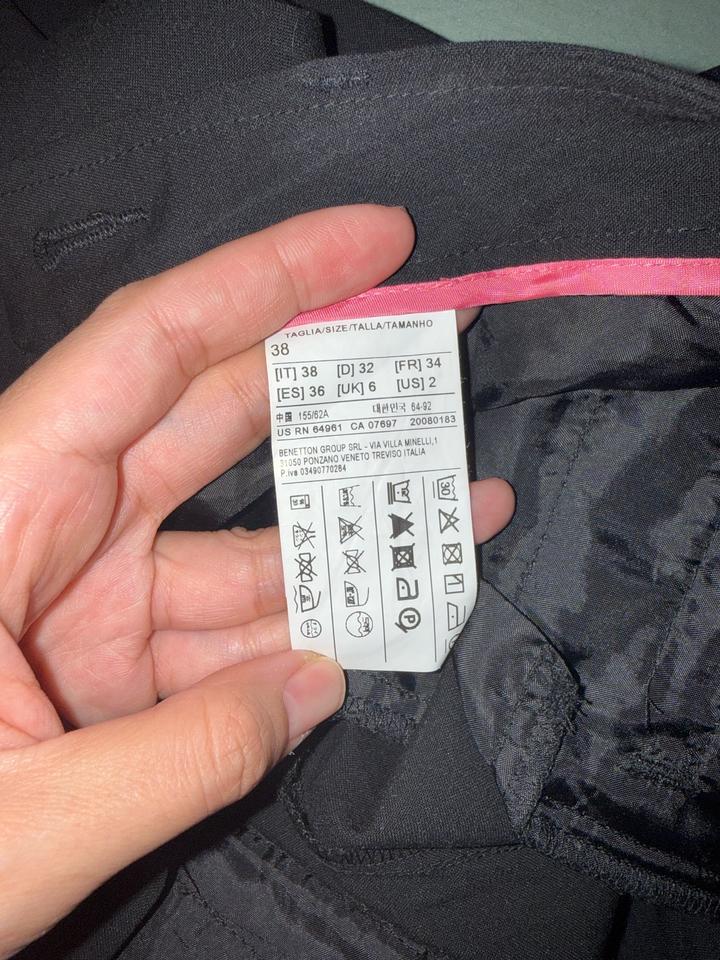 TAGLIA/SIZE/TALLA/TAMANHO
38
[IT] 38 [D] 32 [FR] 34
[ES] 36 [UK] 6 [US] 2
中国 155/62A 대한민국 64-92
US RN 64961 CA 07697 20080183
BENETTON GROUP SRL - VIA VILLA MINELLI,1
31050 PONZANO VENETO TREVISO ITALIA
P.iva 03490770284
30
P